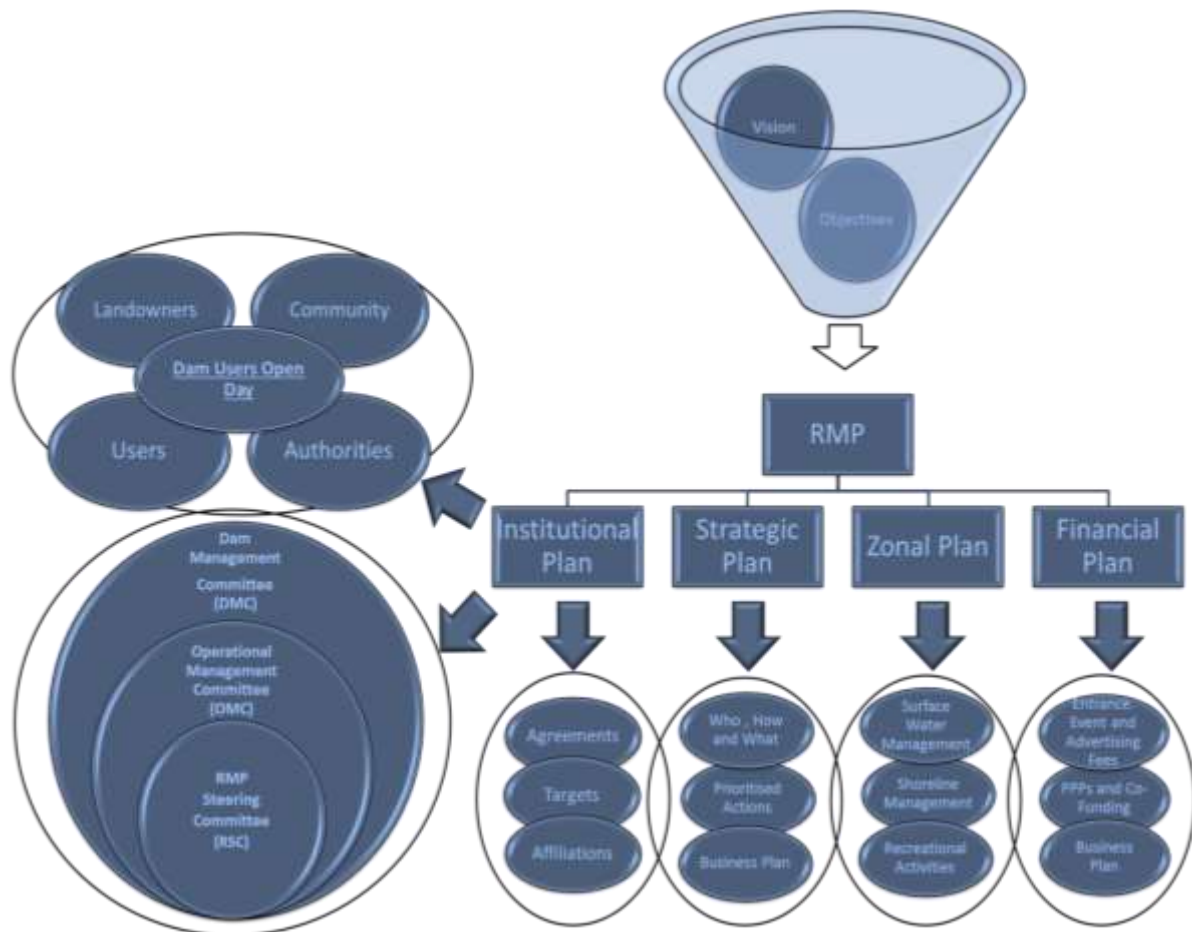 Vision
Objectives
Landowners
Community
Dam Users Open
Day
Users
Authorities
RMP
Institutional
Plan
Strategic
Plan
Zonal Plan
Financial
Plan
Dam
Management
Committee
(DMC)
Operational
Management
Committee
(OMC)
RMP
Steering
Committee
(RSC)
Agreements
Targets
Affiliations
Who , How
and What
Prioritised
Actions
Business Plan
Surface
Water
Management
Shoreline
Management
Recreational
Activities
Entrance
Event and
Advertising
Fees
PPPs and Co-
Funding
Business
Plan